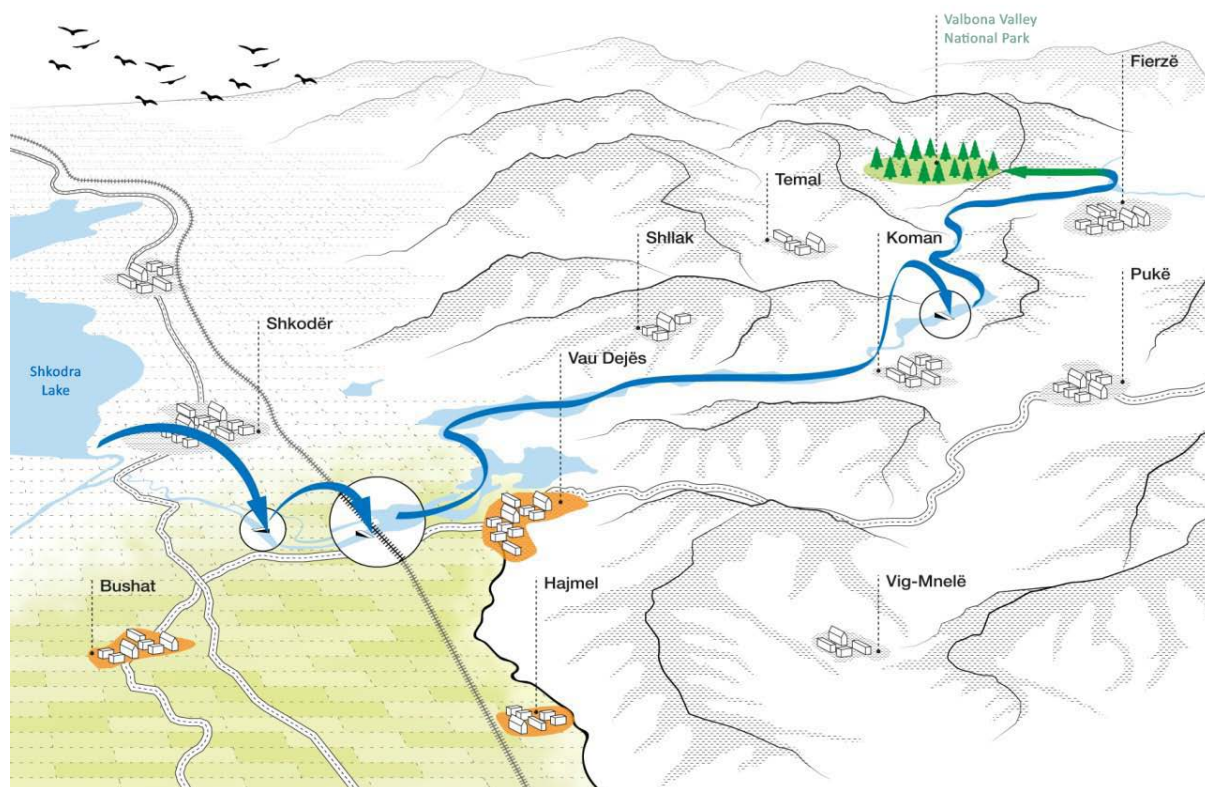 Valbona Valley
National Park
Fierzë
Temal
Shllak
Koman
Pukë
Shkodër
Vau Dejës
Shkodra
Lake
Bushat
Hajmel
Vig-Mnelë